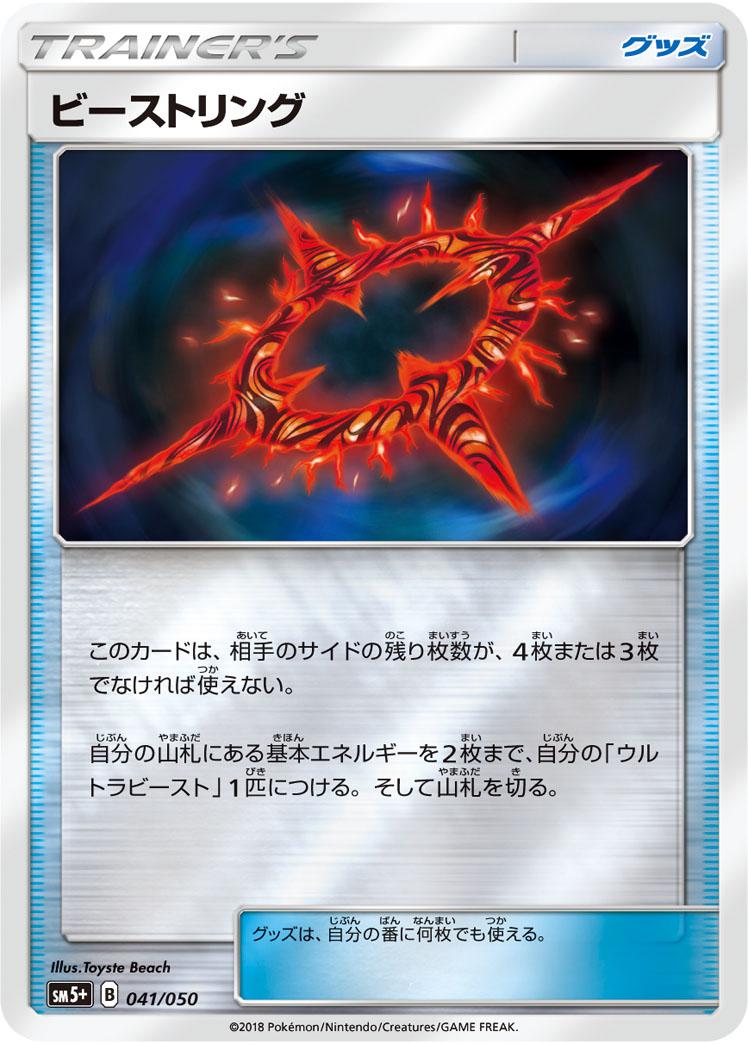 TRAINER'S
グッズ
ビーストリング
このカードは、相手のサイドの残り枚数が、4枚または3枚
でなければ使えない。
自分の山札にある基本エネルギーを2枚まで、自分の「ウル
トラビースト」1匹につける。そして山札を切る。
グッズは、自分の番に何枚でも使える。
Illus.Toyste Beach
SM5+ B 041/050
©2018 Pokémon/Nintendo/Creatures/GAME FREAK.